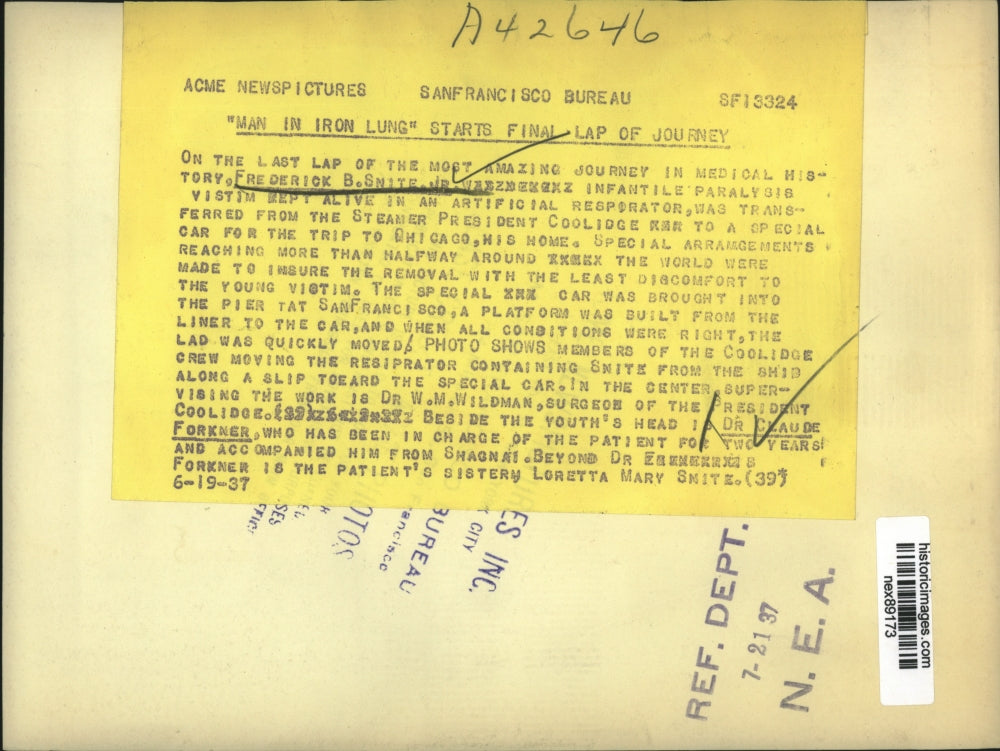 A42646
ACME NEWSPICTURES SANFRANCISCO BUREAU SF13324
"MAN IN IRON LUNG" STARTS FINAL LAP OF JOURNEY
ON THE LAST LAP OF THE MOST AMAZING JOURNEY IN MEDICAL HIS-
TORY, FREDERICK B. SNITE, JR. INFANTILE PARALYSIS
VISTIM KEPT ALIVE IN AN ARTIFICIAL RESPIRATOR, WAS TRANS-
FERRED FROM THE STEAMER PRESIDENT COOLIDGE TO A SPECIAL
CAR FOR THE TRIP TO CHICAGO, HIS HOME. SPECIAL ARRANGEMENTS
REACHING MORE THAN HALFWAY AROUND THE WORLD WERE
MADE TO INSURE THE REMOVAL WITH THE LEAST DISCOMFORT TO
THE YOUNG VICTIM. THE SPECIAL CAR WAS BROUGHT INTO
THE PIER TAT SANFRANCISCO, A PLATFORM WAS BUILT FROM THE
LINER TO THE CAR, AND WHEN ALL CONDITIONS WERE RIGHT, THE
LAD WAS QUICKLY MOVED/ PHOTO SHOWS MEMBERS OF THE COOLIDGE
CREW MOVING THE RESIPRATOR CONTAINING SNITE FROM THE SHIP
ALONG A SLIP TOEARD THE SPECIAL CAR. IN THE CENTER, SUPER-
VISING THE WORK IS DR W.M. WILDMAN, SURGEON OF THE PRESIDENT
COOLIDGE. BESIDE THE YOUTH'S HEAD IS DR CLAUDE
FORKNER, WHO HAS BEEN IN CHARGE OF THE PATIENT FOR TWO YEARS
AND ACCOMPANIED HIM FROM SHAGNAI. BEYOND DR
FORKNER IS THE PATIENT'S SISTER, LORETTA MARY SNITE. (39)
6-19-37
URES INC.
CITY
BUREAU
Francisco
HOTOS
REF. DEPT.
7-21 37
N. E. A.
historicimages.com
nex89173